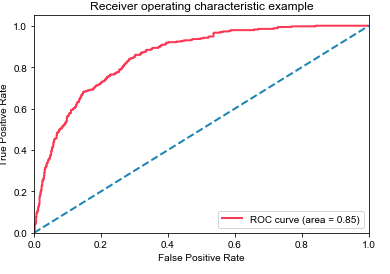 Receiver operating characteristic example
True Positive Rate
1.0
0.8
0.6
0.4
0.2
0.0
0.0 0.2 0.4 0.6 0.8 1.0
False Positive Rate
ROC curve (area = 0.85)